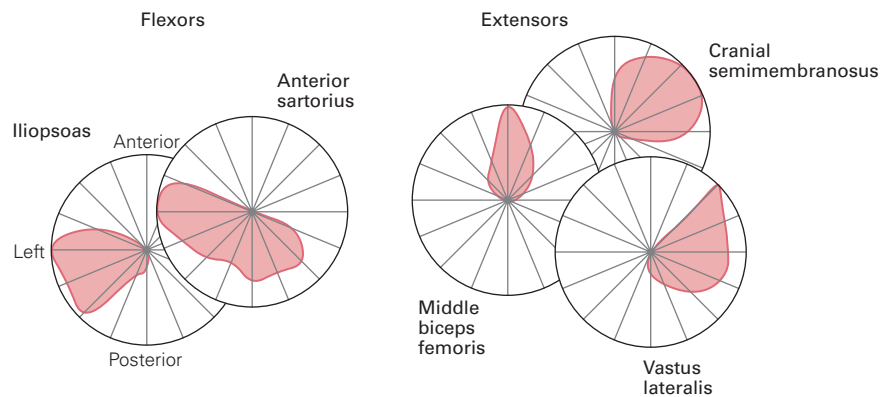 Flexors
Extensors
Cranial
semimembranosus
Anterior
sartorius
Iliopsoas
Anterior
Left
Posterior
Middle
biceps
femoris
Vastus
lateralis